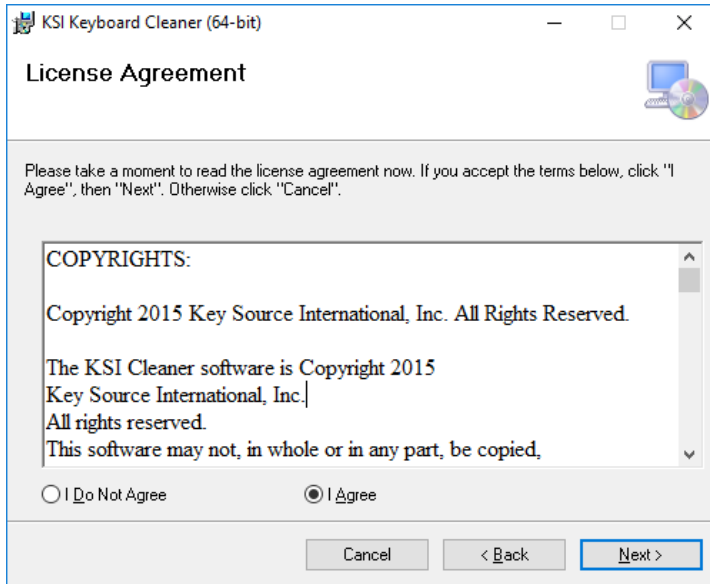 KSI Keyboard Cleaner (64-bit)
License Agreement
Please take a moment to read the license agreement now. If you accept the terms below, click "I
Agree", then "Next". Otherwise click "Cancel".
COPYRIGHTS:
Copyright 2015 Key Source International, Inc. All Rights Reserved.
The KSI Cleaner software is Copyright 2015
Key Source International, Inc.
All rights reserved.
This software may not, in whole or in any part, be copied,
I Do Not Agree
I Agree
Cancel
< Back
Next >